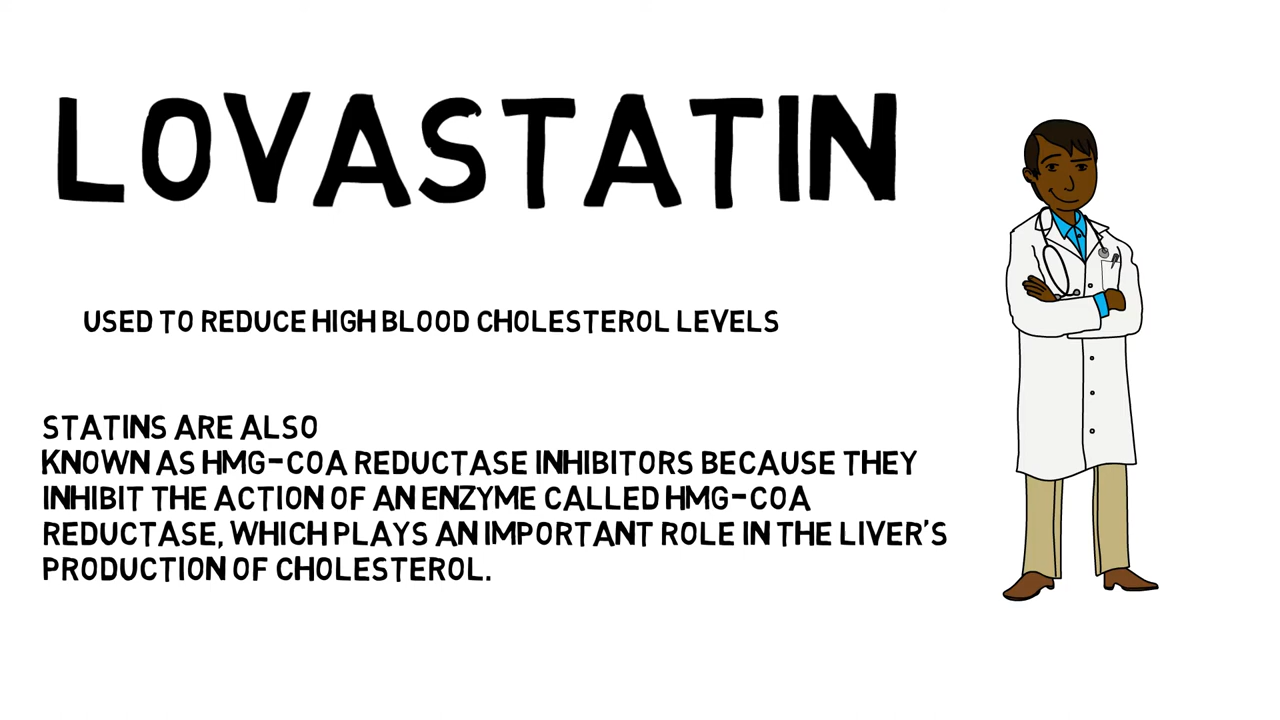 LOVASTATIN
USED TO REDUCE HIGH BLOOD CHOLESTEROL LEVELS
STATINS ARE ALSO
KNOWN AS HMG-COA REDUCTASE INHIBITORS BECAUSE THEY
INHIBIT THE ACTION OF AN ENZYME CALLED HMG-COA
REDUCTASE, WHICH PLAYS AN IMPORTANT ROLE IN THE LIVER'S
PRODUCTION OF CHOLESTEROL.